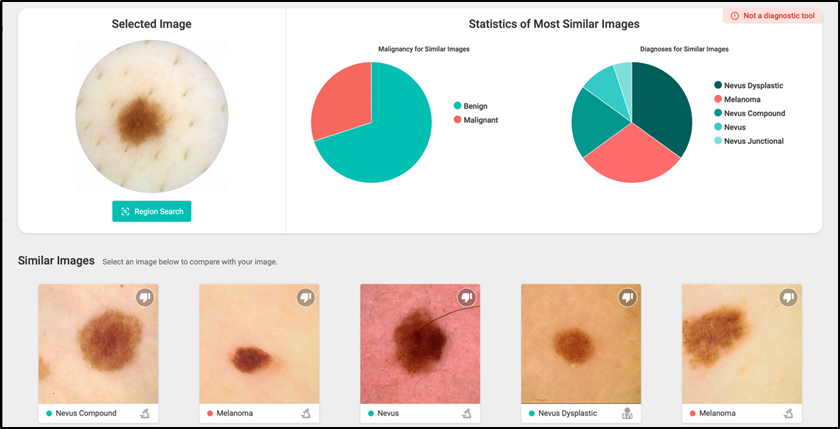 Selected Image
Statistics of Most Similar Images
Not a diagnostic tool
Malignancy for Similar Images
Diagnoses for Similar Images
Benign
Malignant
Nevus Dysplastic
Melanoma
Nevus Compound
Nevus
Nevus Junctional
Region Search
Similar Images Select an image below to compare with your image.
Nevus Compound
Melanoma
Nevus
Nevus Dysplastic
Melanoma